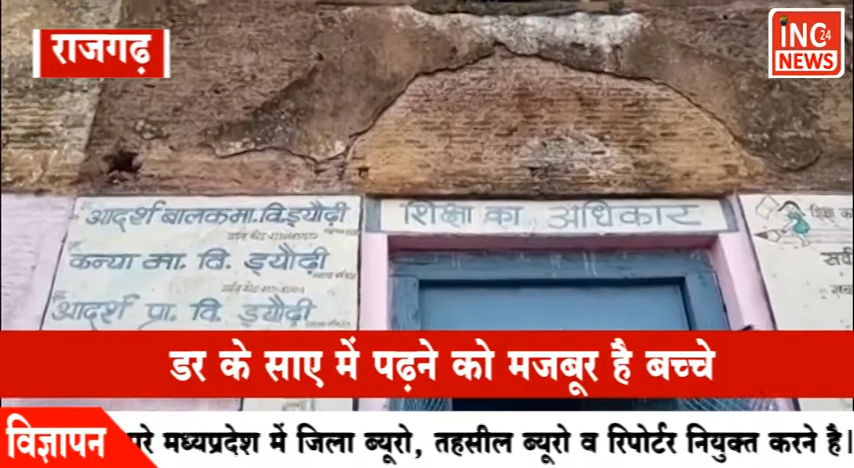 राजगढ़
INC 24
NEWS
आदर्श बालक मा. वि. ड्यौढ़ी
कन्या मा. वि. ड्यौढ़ी
आदर्श प्रा. वि. ड्यौढ़ी
शिक्षा का अधिकार
डर के साए में पढ़ने को मजबूर है बच्चे
विज्ञापन
मध्यप्रदेश में जिला ब्यूरो, तहसील ब्यूरो व रिपोर्टर नियुक्त करने है।